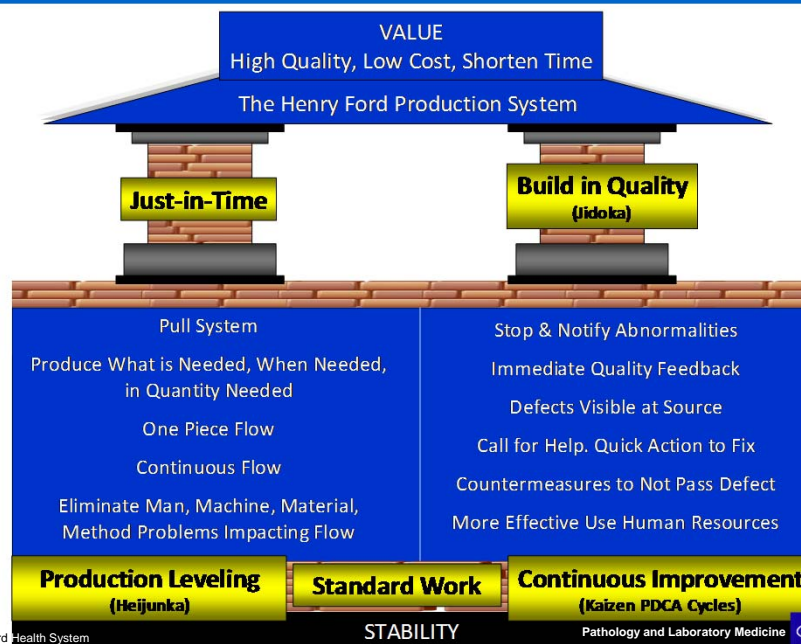 VALUE
High Quality, Low Cost, Shorten Time
The Henry Ford Production System
Just-in-Time
Build in Quality
(Jidoka)
Pull System
Produce What is Needed, When Needed,
in Quantity Needed
One Piece Flow
Continuous Flow
Eliminate Man, Machine, Material,
Method Problems Impacting Flow
Stop & Notify Abnormalities
Immediate Quality Feedback
Defects Visible at Source
Call for Help. Quick Action to Fix
Countermeasures to Not Pass Defect
More Effective Use Human Resources
Production Leveling
(Heijunka)
Standard Work
Continuous Improvement
(Kaizen PDCA Cycles)
STABILITY
Health System
Pathology and Laboratory Medicine